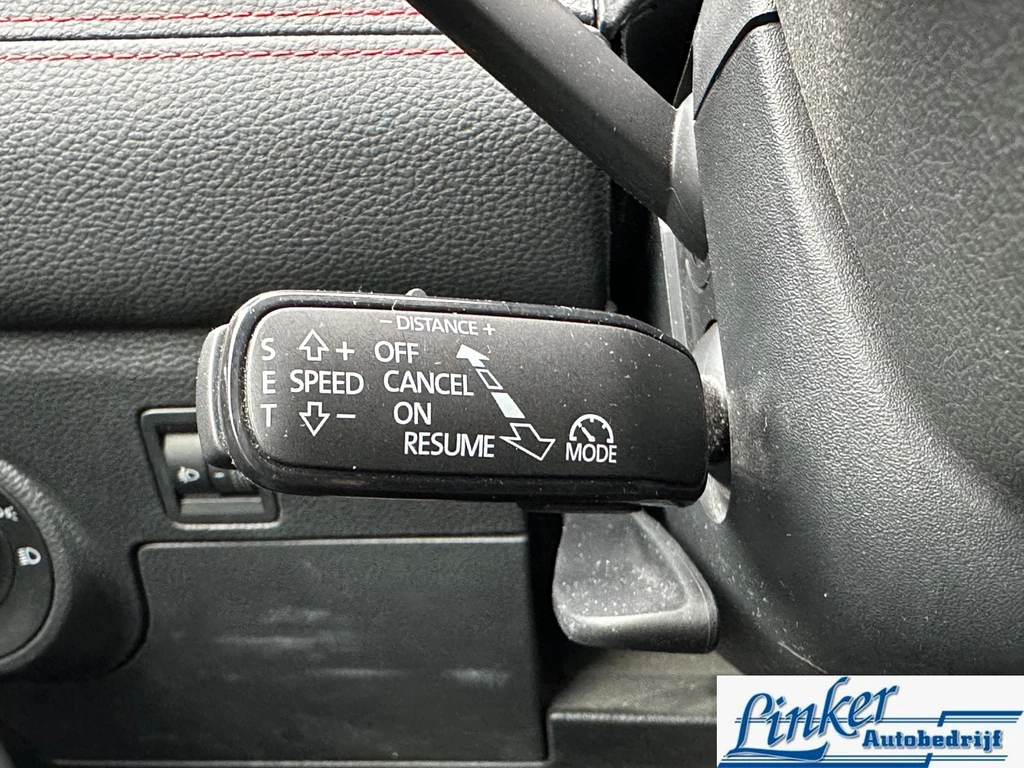 - DISTANCE +
S + OFF
E SPEED CANCEL
T - ON
RESUME
MODE
Linker
Autobedrijf